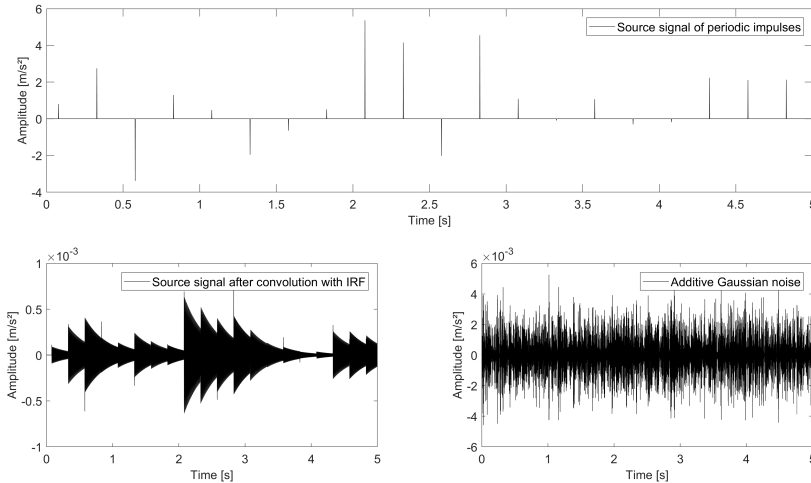 Source signal of periodic impulses
Amplitude [m/s²]
6
4
2
0
-2
-4
0 0.5 1 1.5 2 2.5 3 3.5 4 4.5 5
Time [s]
×10⁻³
Source signal after convolution with IRF
Amplitude [m/s²]
1
0.5
0
-0.5
-1
0 1 2 3 4 5
Time [s]
×10⁻³
Additive Gaussian noise
Amplitude [m/s²]
6
4
2
0
-2
-4
-6
0 1 2 3 4 5
Time [s]